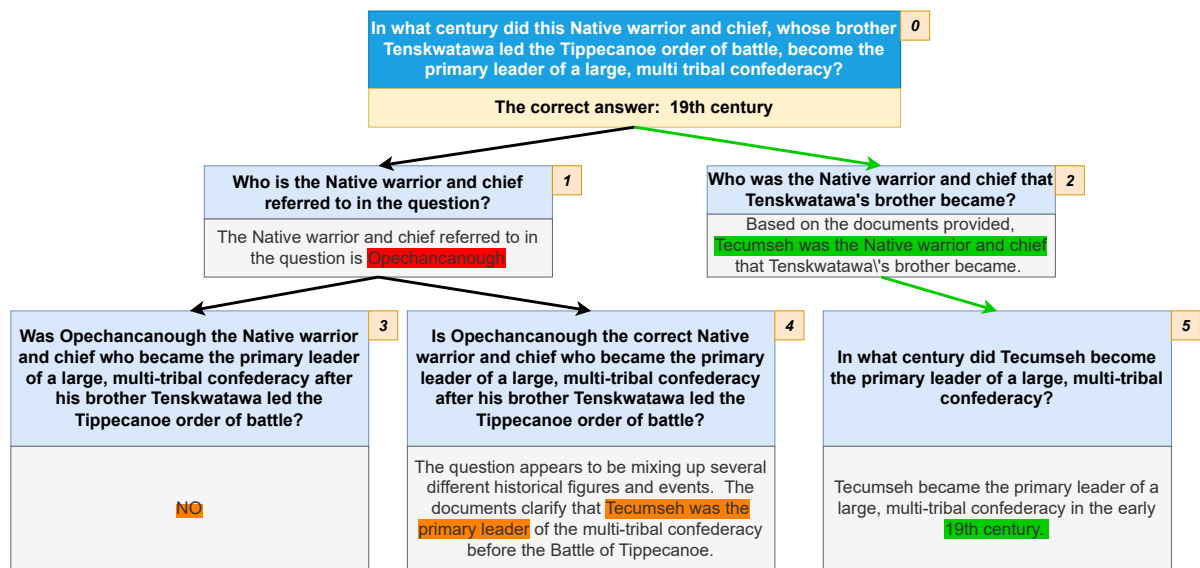 In what century did this Native warrior and chief, whose brother
Tenskwatawa led the Tippecanoe order of battle, become the
primary leader of a large, multi tribal confederacy?
0
The correct answer: 19th century
Who is the Native warrior and chief
referred to in the question?
1
The Native warrior and chief referred to in
the question is Opechancanough
Who was the Native warrior and chief that
Tenskwatawa's brother became?
2
Based on the documents provided,
Tecumseh was the Native warrior and chief
that Tenskwatawa\'s brother became.
Was Opechancanough the Native warrior
and chief who became the primary leader
of a large, multi-tribal confederacy after
his brother Tenskwatawa led the
Tippecanoe order of battle?
3
NO
Is Opechancanough the correct Native
warrior and chief who became the primary
leader of a large, multi-tribal confederacy
after his brother Tenskwatawa led the
Tippecanoe order of battle?
4
The question appears to be mixing up several
different historical figures and events. The
documents clarify that Tecumseh was the
primary leader of the multi-tribal confederacy
before the Battle of Tippecanoe.
In what century did Tecumseh become
the primary leader of a large, multi-tribal
confederacy?
5
Tecumseh became the primary leader of a
large, multi-tribal confederacy in the early
19th century.